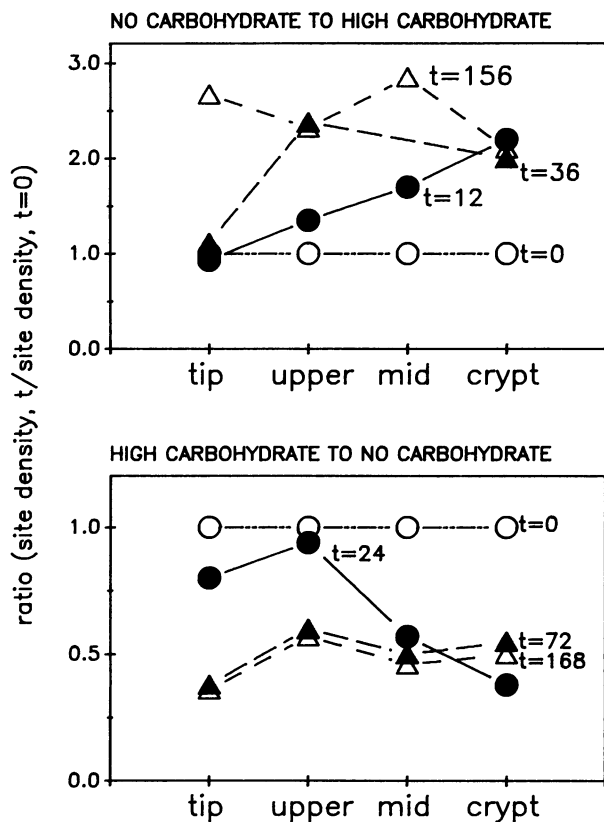 NO CARBOHYDRATE TO HIGH CARBOHYDRATE
3.0
2.0
1.0
0.0
t=156
t=36
t=12
t=0
tip upper mid crypt
ratio (site density, t/site density, t=0)
HIGH CARBOHYDRATE TO NO CARBOHYDRATE
1.0
0.5
0.0
t=0
t=24
t=72
t=168
tip upper mid crypt